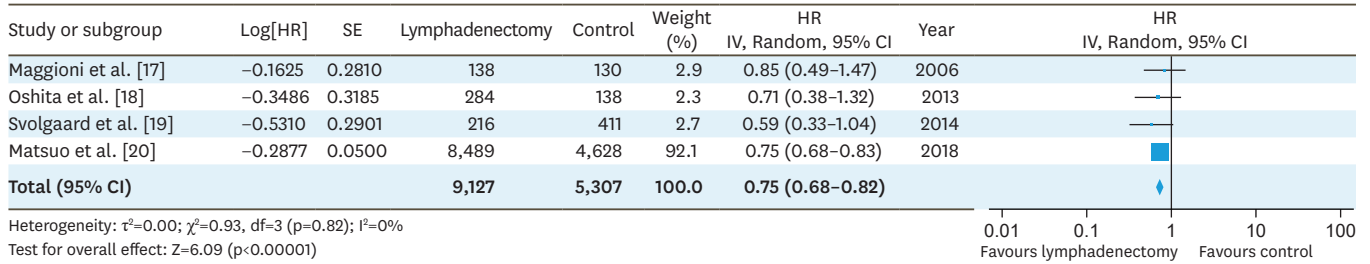 Study or subgroup Log[HR] SE Lymphadenectomy Control Weight (%) HR IV, Random, 95% CI Year HR IV, Random, 95% CI
Maggioni et al. [17] −0.1625 0.2810 138 130 2.9 0.85 (0.49–1.47) 2006
Oshita et al. [18] −0.3486 0.3185 284 138 2.3 0.71 (0.38–1.32) 2013
Svolgaard et al. [19] −0.5310 0.2901 216 411 2.7 0.59 (0.33–1.04) 2014
Matsuo et al. [20] −0.2877 0.0500 8,489 4,628 92.1 0.75 (0.68–0.83) 2018
Total (95% CI) 9,127 5,307 100.0 0.75 (0.68–0.82)
Heterogeneity: τ²=0.00; χ²=0.93, df=3 (p=0.82); I²=0%
Test for overall effect: Z=6.09 (p<0.00001)
0.01 0.1 1 10 100
Favours lymphadenectomy Favours control